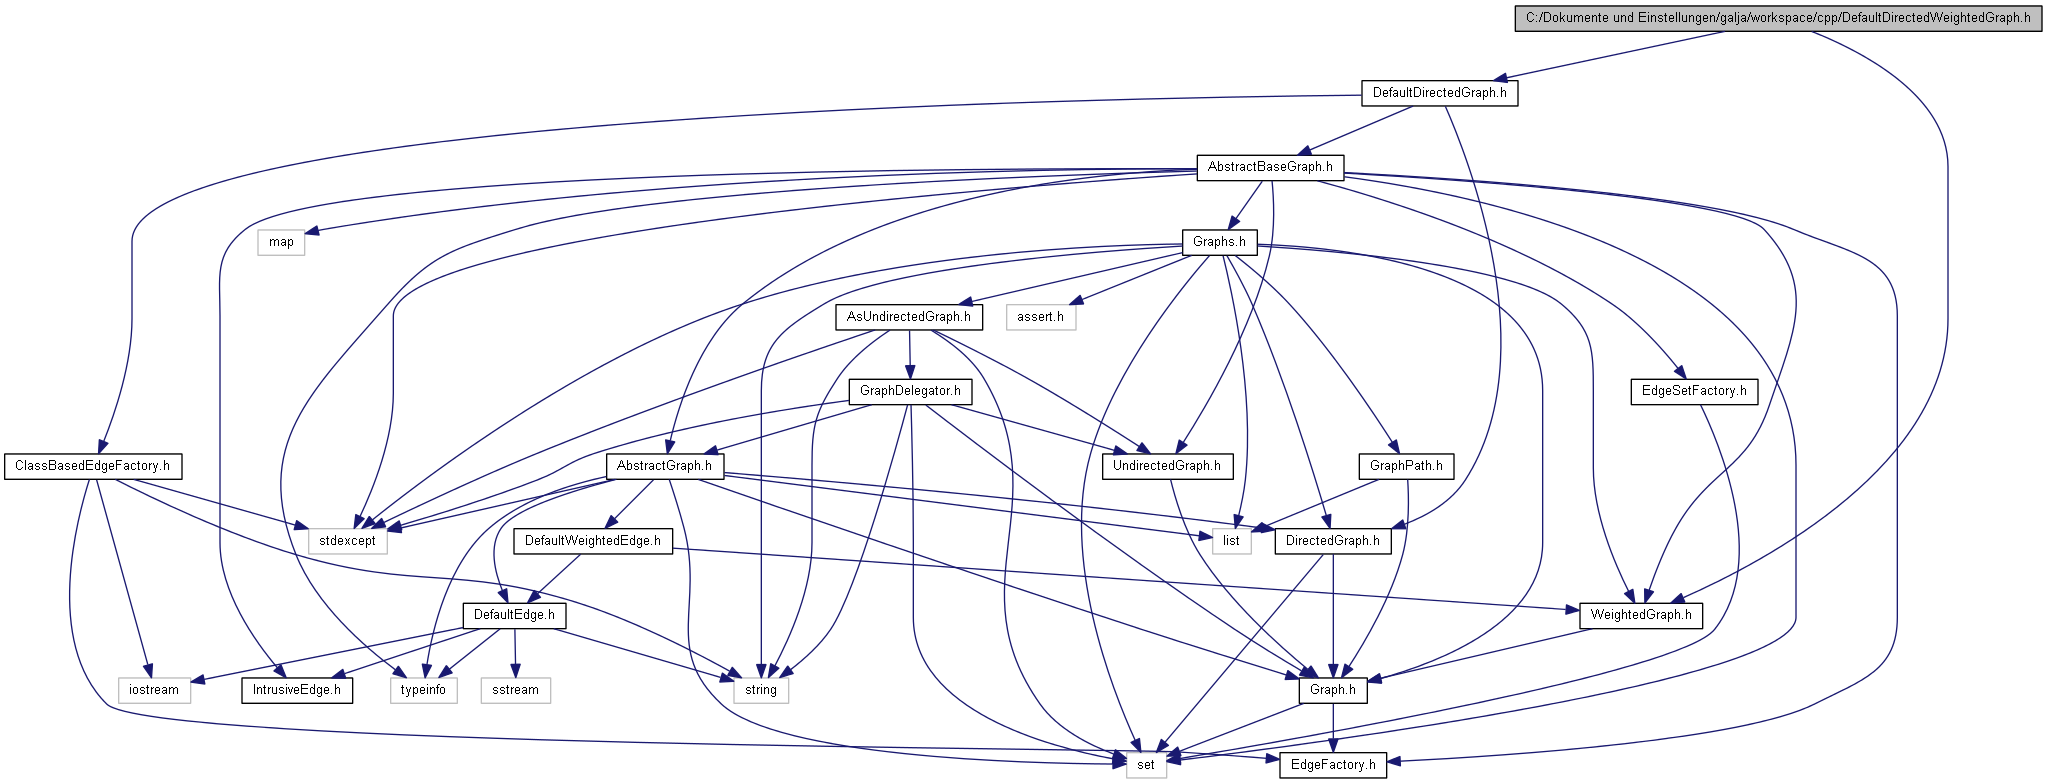 C:/Dokumente und Einstellungen/galja/workspace/cpp/DefaultDirectedWeightedGraph.h
DefaultDirectedGraph.h
AbstractBaseGraph.h
map
Graphs.h
AsUndirectedGraph.h
assert.h
GraphDelegator.h
EdgeSetFactory.h
ClassBasedEdgeFactory.h
AbstractGraph.h
UndirectedGraph.h
GraphPath.h
stdexcept
DefaultWeightedEdge.h
list
DirectedGraph.h
DefaultEdge.h
WeightedGraph.h
iostream
IntrusiveEdge.h
typeinfo
sstream
string
Graph.h
set
EdgeFactory.h